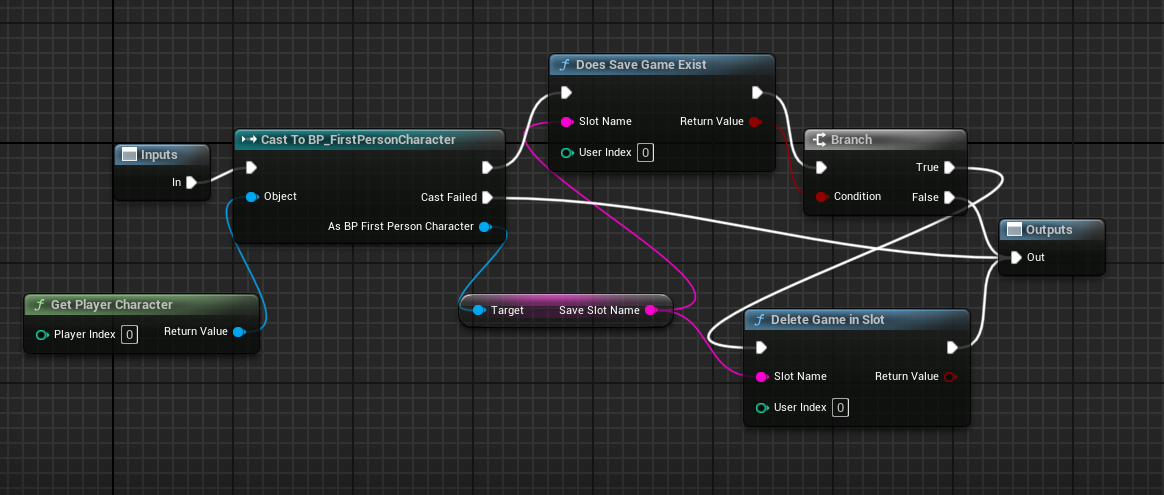 Does Save Game Exist
Slot Name
Return Value
User Index 0
Cast To BP_FirstPersonCharacter
Object
Cast Failed
As BP First Person Character
Inputs
In
Branch
True
Condition
False
Outputs
Out
Get Player Character
Player Index 0
Return Value
Target
Save Slot Name
Delete Game in Slot
Slot Name
Return Value
User Index 0